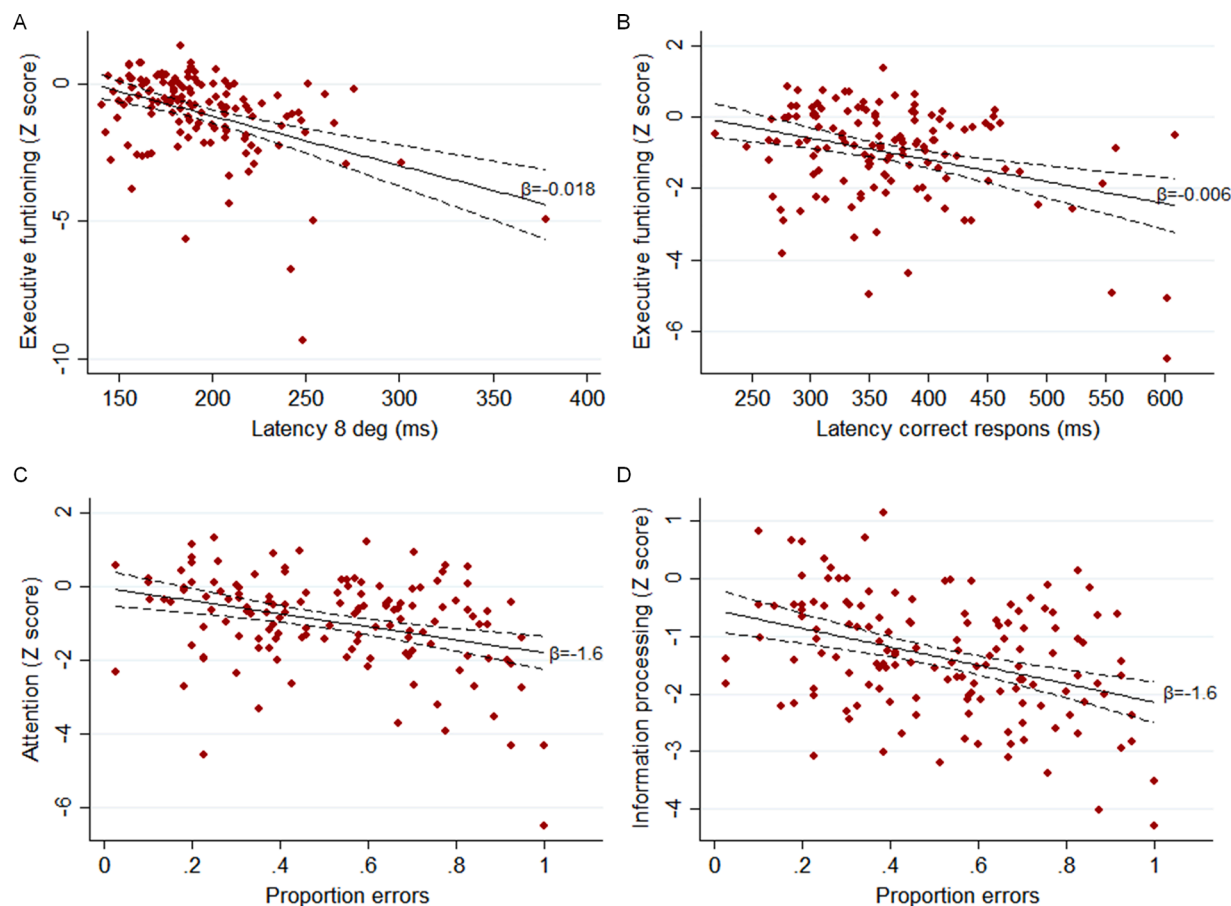 A
Executive funtioning (Z score)
0
-5
-10
β=-0.018
150 200 250 300 350 400
Latency 8 deg (ms)
B
Executive funtioning (Z score)
2
0
-2
-4
-6
β=-0.006
250 300 350 400 450 500 550 600
Latency correct respons (ms)
C
Attention (Z score)
2
0
-2
-4
-6
β=-1.6
0 .2 .4 .6 .8 1
Proportion errors
D
Information processing (Z score)
1
0
-1
-2
-3
-4
β=-1.6
0 .2 .4 .6 .8 1
Proportion errors